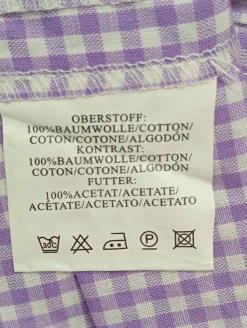 OBERSTOFF:
100%BAUMWOLLE/COTTON/
COTON/COTONE/ALGODÓN
KONTRAST:
100%BAUMWOLLE/COTTON/
COTON/COTONE/ALGODÓN
FUTTER:
100%ACETAT/ACETATE/
ACÉTATE/ACETATO/ACETATO
30C P